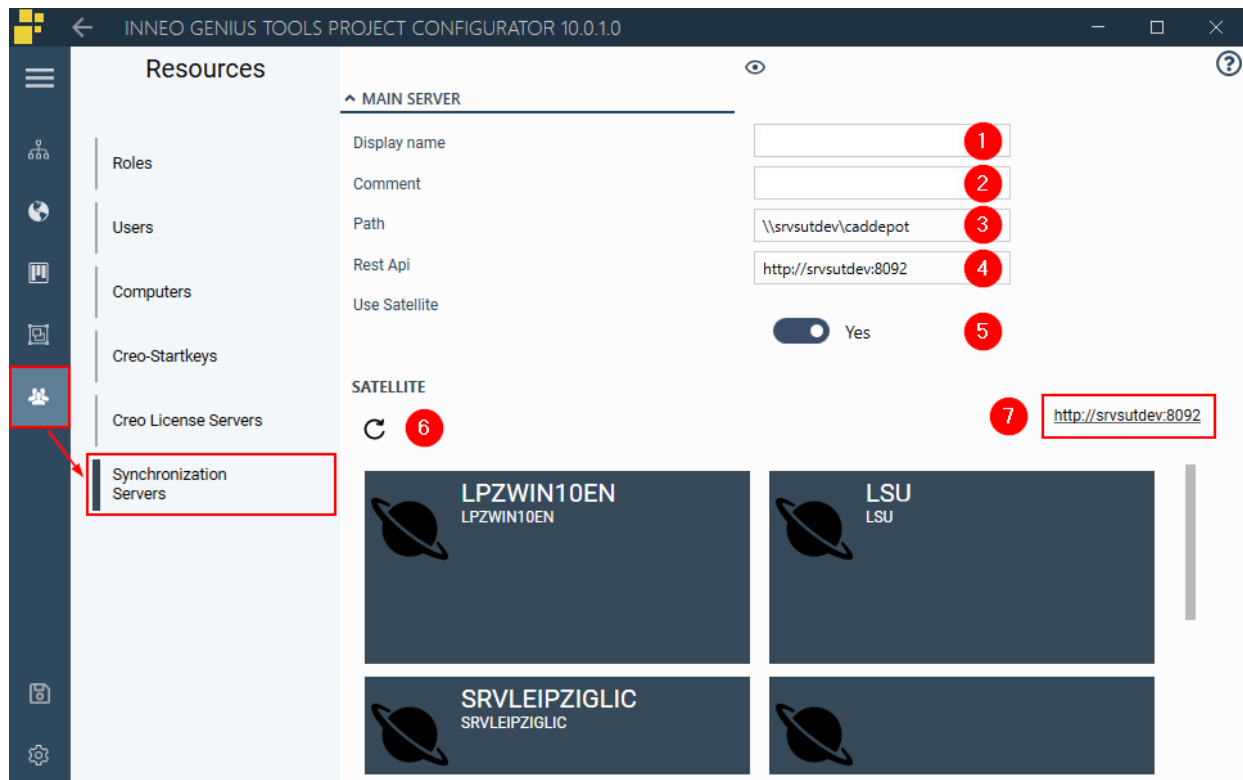 INNEO GENIUS TOOLS PROJECT CONFIGURATOR 10.0.1.0
Resources
Roles
Users
Computers
Creo-Startkeys
Creo License Servers
Synchronization
Servers
MAIN SERVER
Display name
1
Comment
2
Path
\\srvsutdev\caddepot
3
Rest Api
http://srvsutdev:8092
4
Use Satellite
Yes
5
SATELLITE
6
7
http://srvsutdev:8092
LPZWIN10EN
LPZWIN10EN
LSU
LSU
SRVLEIPZIGLIC
SRVLEIPZIGLIC